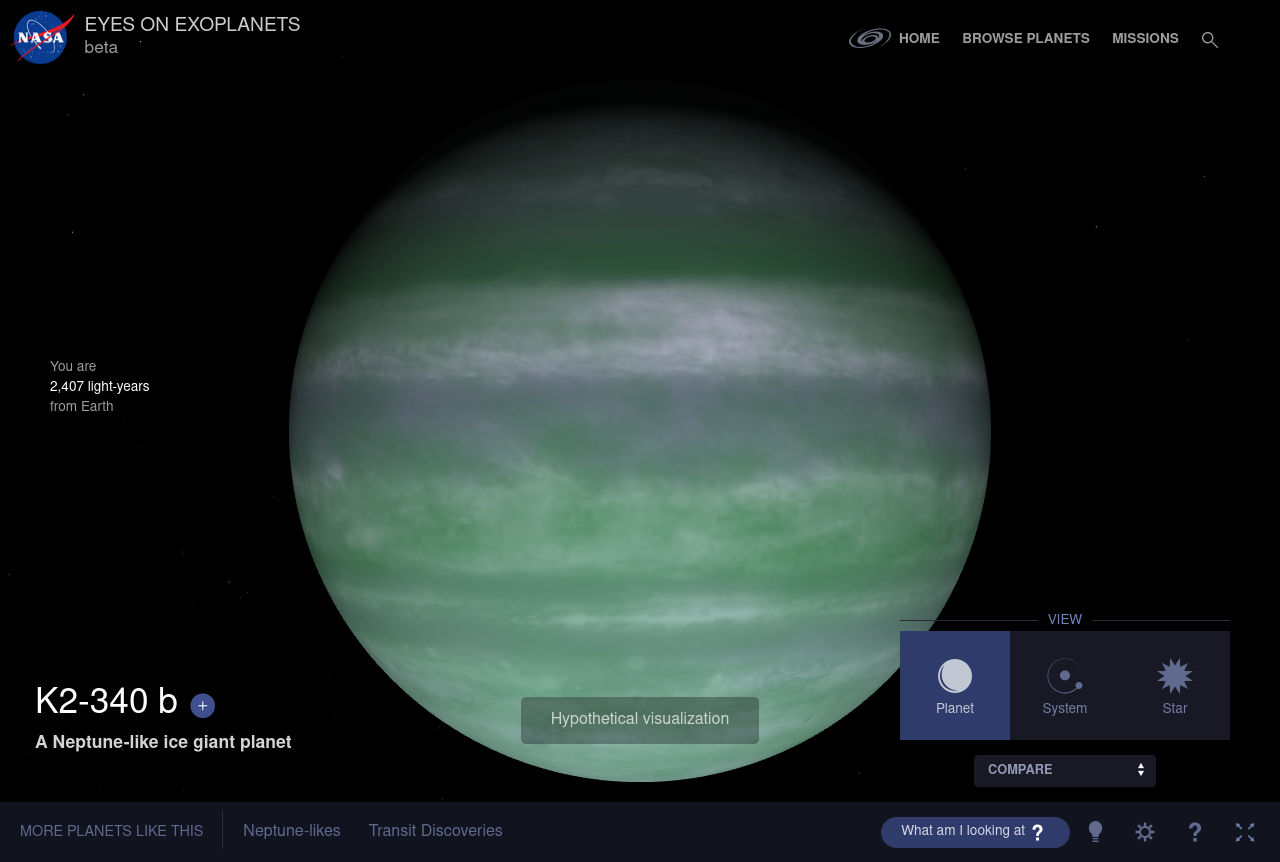 NASA
EYES ON EXOPLANETS
beta
HOME
BROWSE PLANETS
MISSIONS
You are
2,407 light-years
from Earth
VIEW
Planet
System
Star
K2-340 b +
A Neptune-like ice giant planet
Hypothetical visualization
COMPARE
MORE PLANETS LIKE THIS
Neptune-likes
Transit Discoveries
What am I looking at ?
?